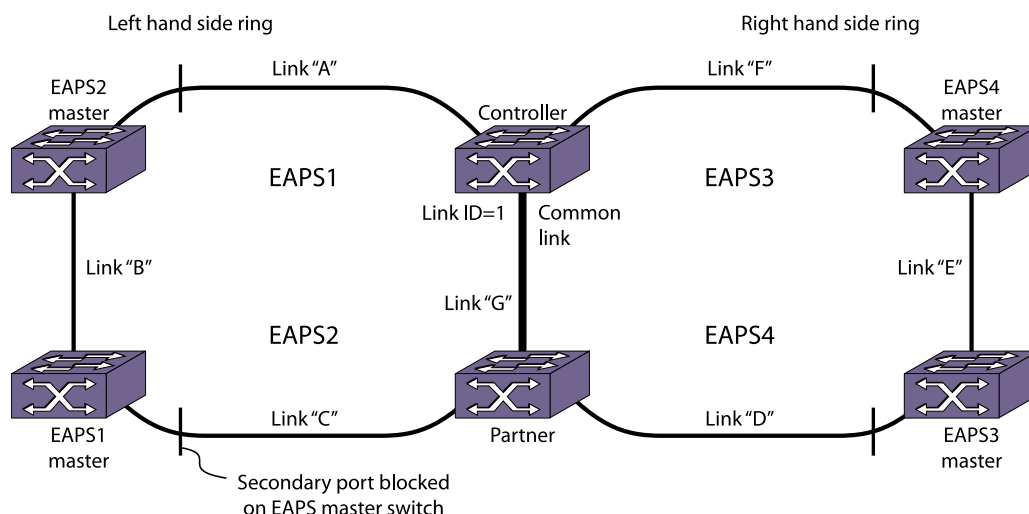 Left hand side ring
Right hand side ring
Link “A”
Link “F”
EAPS2
master
Controller
EAPS4
master
EAPS1
EAPS3
Link ID=1
Common
link
Link “B”
Link “E”
Link “G”
EAPS2
EAPS4
Link “C”
Link “D”
EAPS1
master
Partner
EAPS3
master
Secondary port blocked
on EAPS master switch